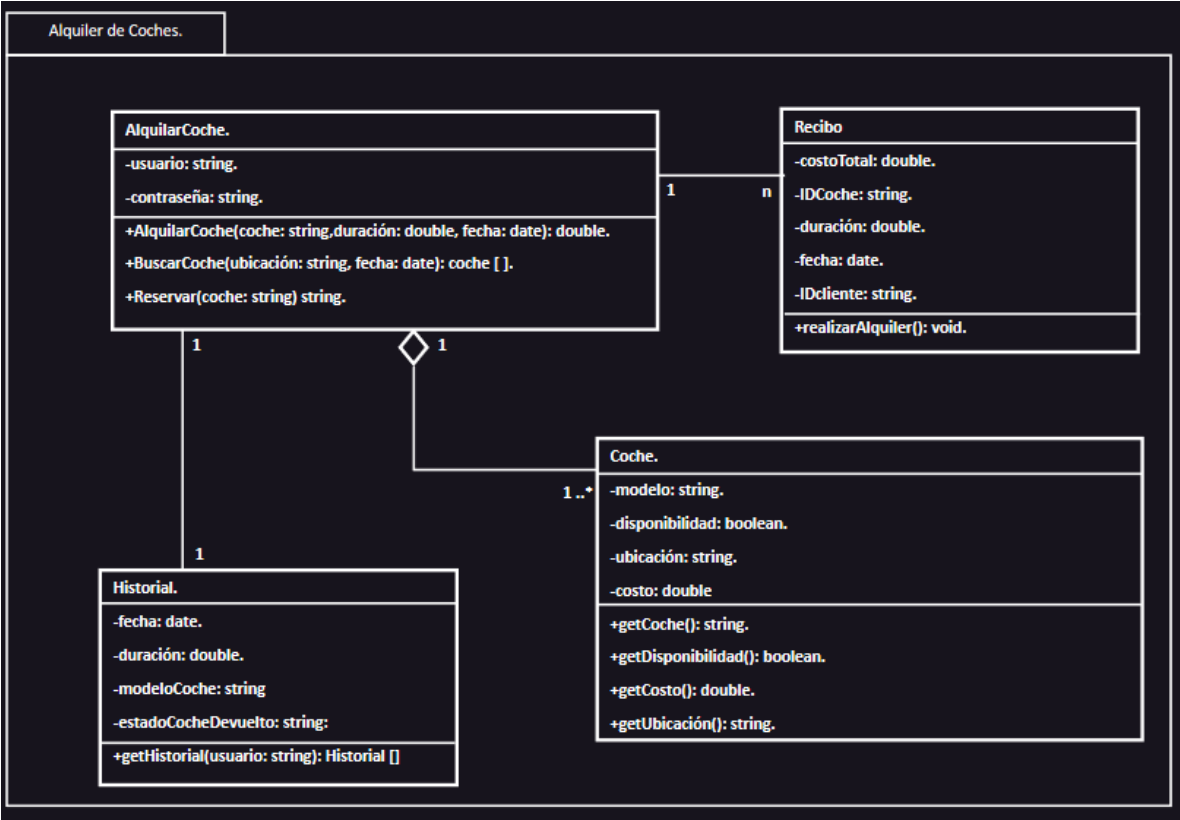 Alquiler de Coches.
AlquilarCoche.
-usuario: string.
-contraseña: string.
+AlquilarCoche(coche: string,duración: double, fecha: date): double.
+BuscarCoche(ubicación: string, fecha: date): coche [ ].
+Reservar(coche: string) string.
1
n
Recibo
-costoTotal: double.
-IDCoche: string.
-duración: double.
-fecha: date.
-IDcliente: string.
+realizarAlquiler(): void.
1
1
1 ..*
1
Coche.
-modelo: string.
-disponibilidad: boolean.
-ubicación: string.
-costo: double
+getCoche(): string.
+getDisponibilidad(): boolean.
+getCosto(): double.
+getUbicación(): string.
Historial.
-fecha: date.
-duración: double.
-modeloCoche: string
-estadoCocheDevuelto: string:
+getHistorial(usuario: string): Historial []